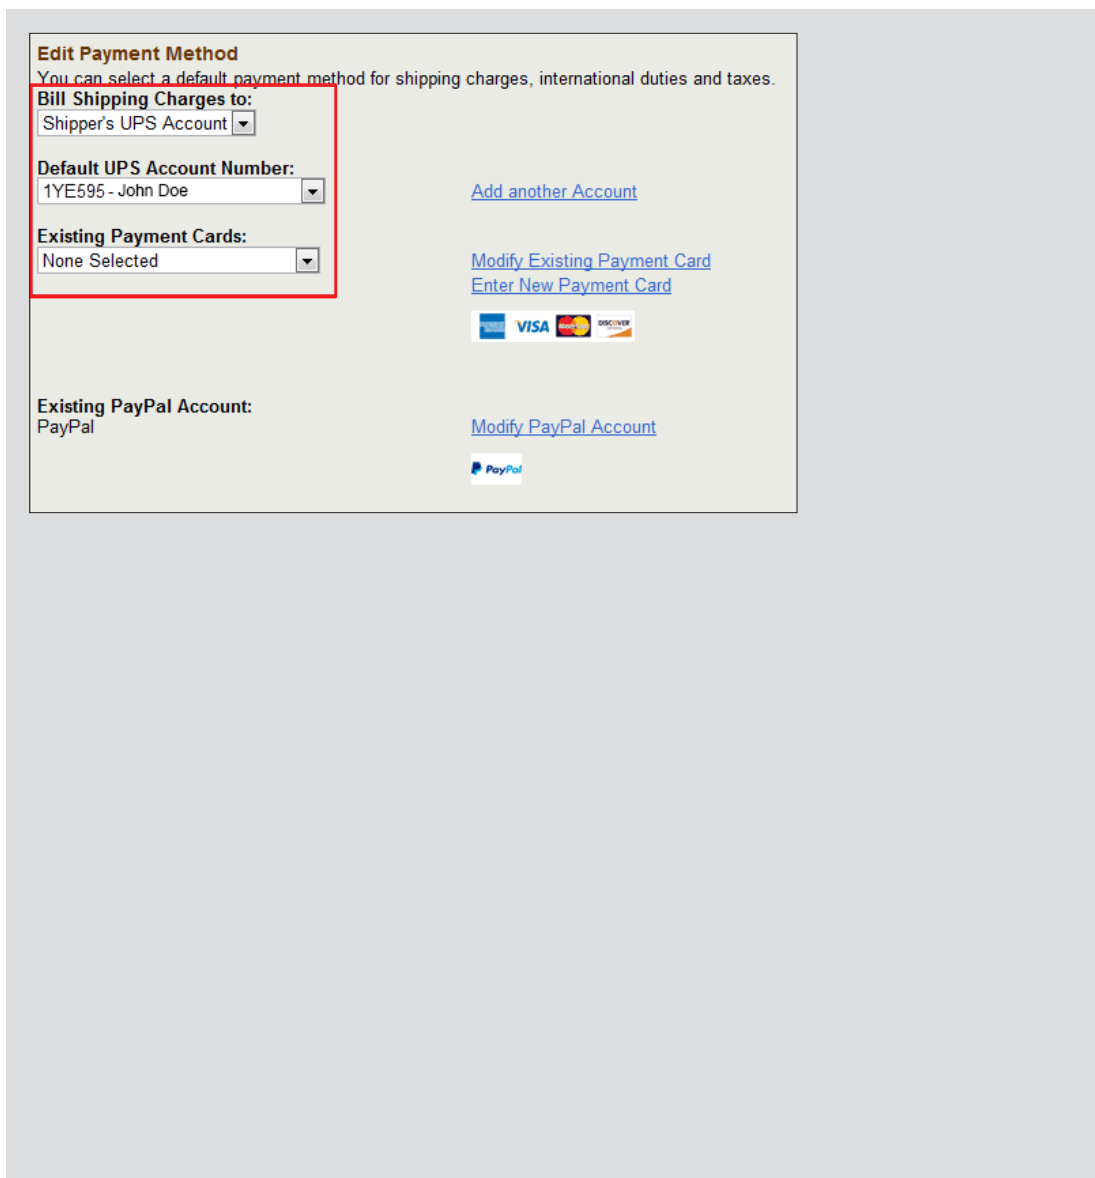 Edit Payment Method
You can select a default payment method for shipping charges, international duties and taxes.
Bill Shipping Charges to:
Shipper's UPS Account
Default UPS Account Number:
1YE595 - John Doe
Add another Account
Existing Payment Cards:
None Selected
Modify Existing Payment Card
Enter New Payment Card
VISA
DISCOVER
Existing PayPal Account:
PayPal
Modify PayPal Account
PayPal